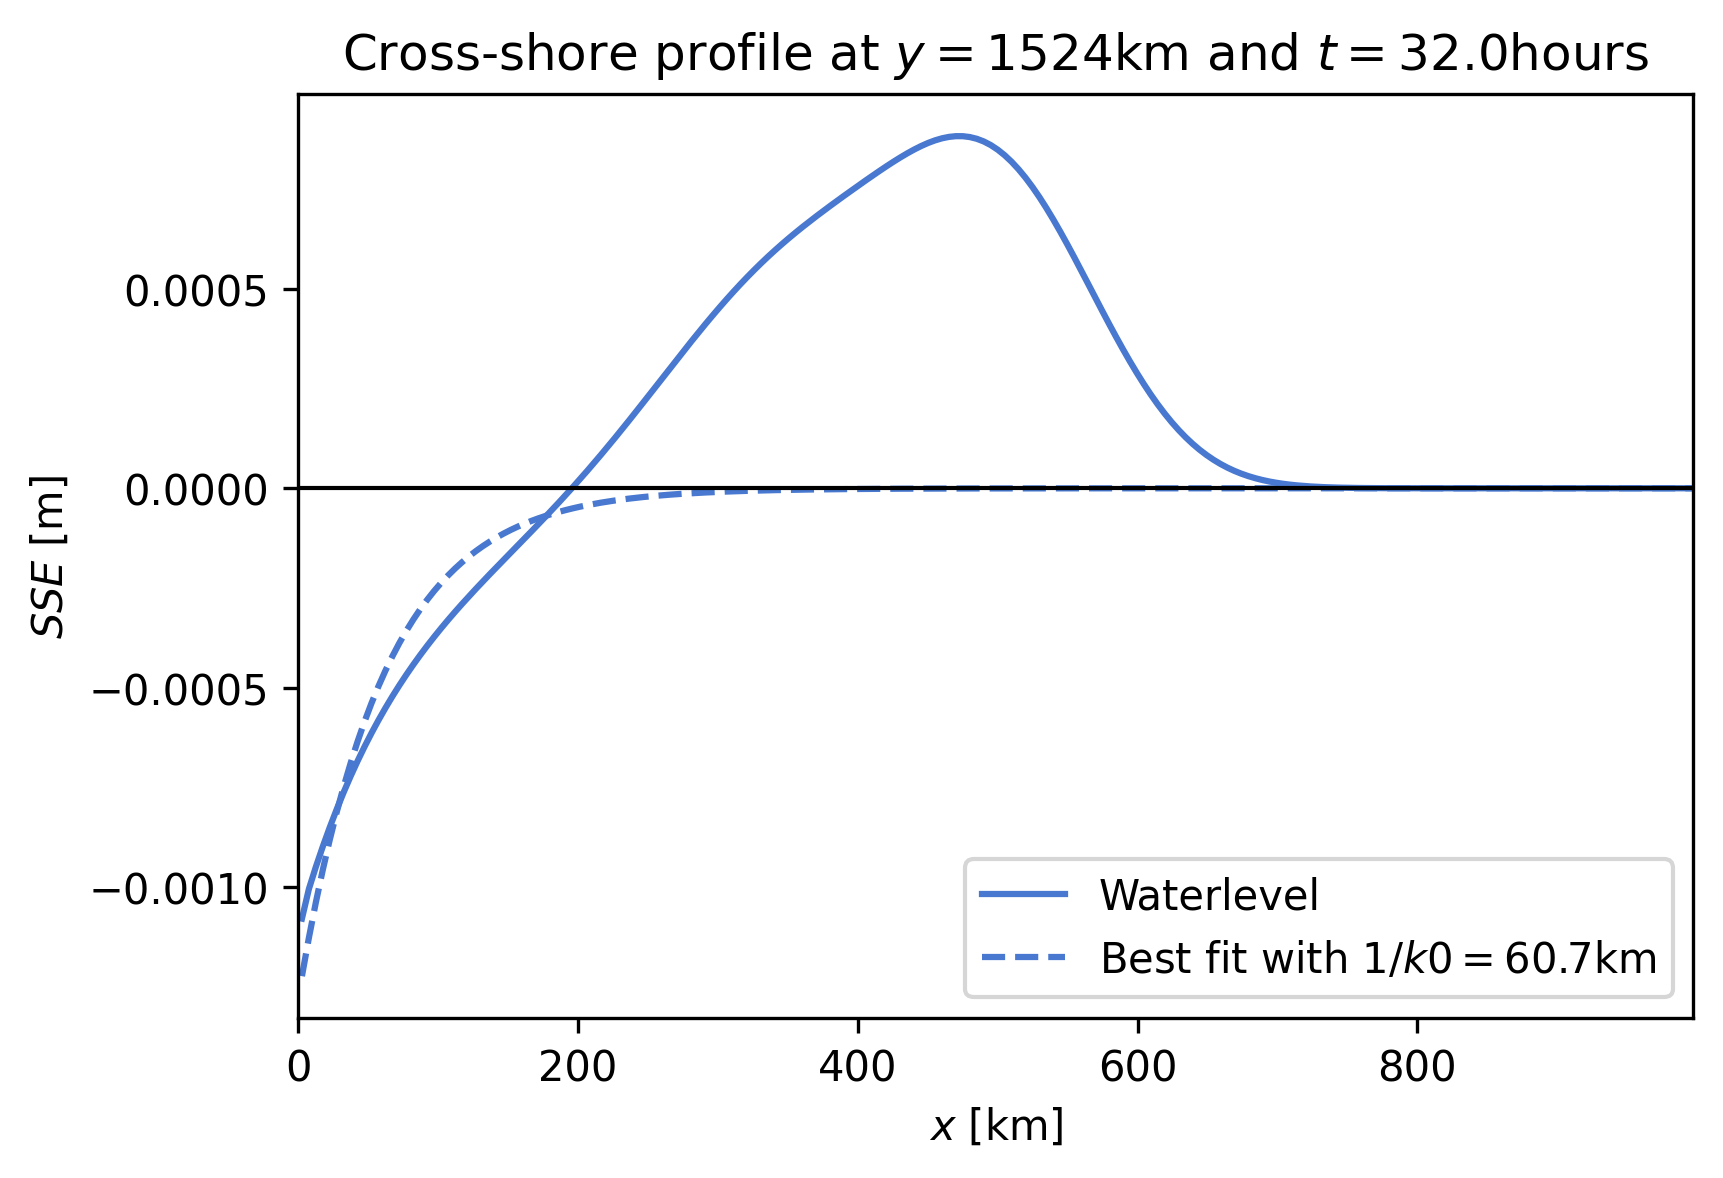 Cross-shore profile at y = 1524km and t = 32.0hours
0.0005
0.0000
−0.0005
−0.0010
SSE [m]
Waterlevel
Best fit with 1/k0 = 60.7km
0 200 400 600 800
x [km]